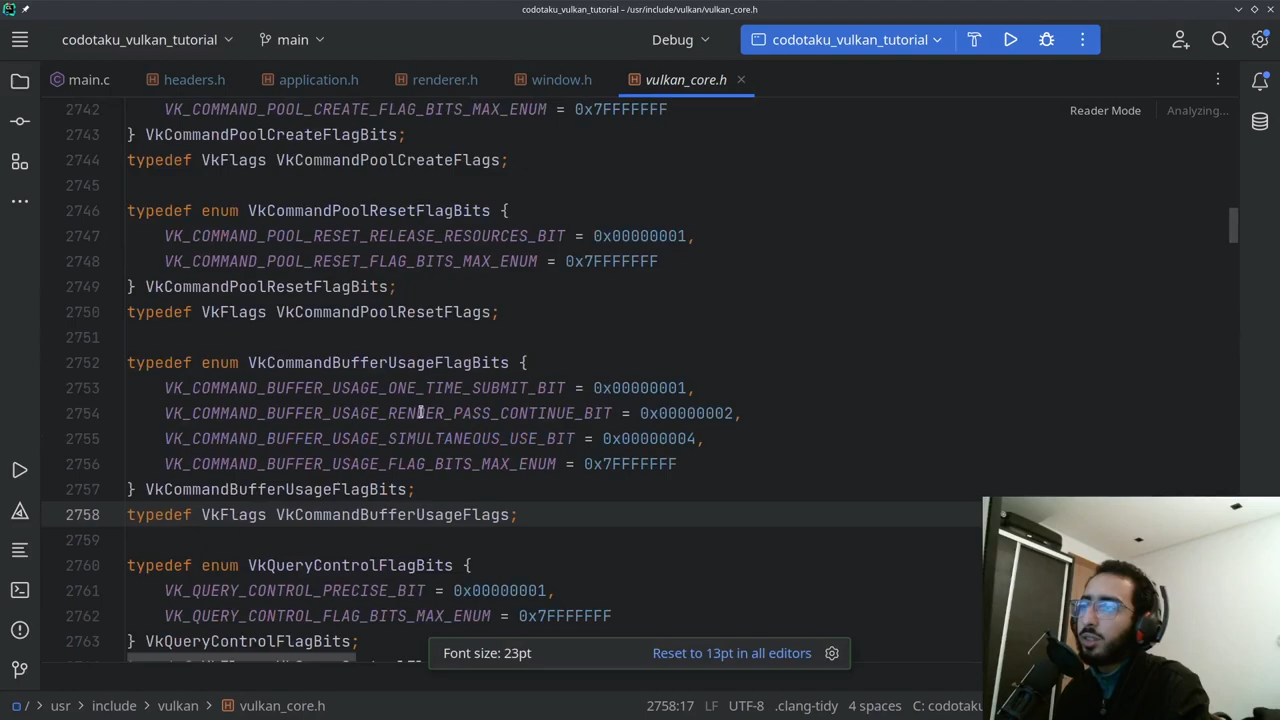 codotaku_vulkan_tutorial – /usr/include/vulkan/vulkan_core.h
codotaku_vulkan_tutorial
main
Debug
codotaku_vulkan_tutorial
main.c
headers.h
application.h
renderer.h
window.h
vulkan_core.h
Reader Mode
Analyzing...
2742 VK_COMMAND_POOL_CREATE_FLAG_BITS_MAX_ENUM = 0x7FFFFFFF
2743 } VkCommandPoolCreateFlagBits;
2744 typedef VkFlags VkCommandPoolCreateFlags;
2745
2746 typedef enum VkCommandPoolResetFlagBits {
2747 VK_COMMAND_POOL_RESET_RELEASE_RESOURCES_BIT = 0x00000001,
2748 VK_COMMAND_POOL_RESET_FLAG_BITS_MAX_ENUM = 0x7FFFFFFF
2749 } VkCommandPoolResetFlagBits;
2750 typedef VkFlags VkCommandPoolResetFlags;
2751
2752 typedef enum VkCommandBufferUsageFlagBits {
2753 VK_COMMAND_BUFFER_USAGE_ONE_TIME_SUBMIT_BIT = 0x00000001,
2754 VK_COMMAND_BUFFER_USAGE_RENDER_PASS_CONTINUE_BIT = 0x00000002,
2755 VK_COMMAND_BUFFER_USAGE_SIMULTANEOUS_USE_BIT = 0x00000004,
2756 VK_COMMAND_BUFFER_USAGE_FLAG_BITS_MAX_ENUM = 0x7FFFFFFF
2757 } VkCommandBufferUsageFlagBits;
2758 typedef VkFlags VkCommandBufferUsageFlags;
2759
2760 typedef enum VkQueryControlFlagBits {
2761 VK_QUERY_CONTROL_PRECISE_BIT = 0x00000001,
2762 VK_QUERY_CONTROL_FLAG_BITS_MAX_ENUM = 0x7FFFFFFF
2763 } VkQueryControlFlagBits;
Font size: 23pt
Reset to 13pt in all editors
/ usr include vulkan vulkan_core.h
2758:17 LF UTF-8 .clang-tidy 4 spaces C: codotaku